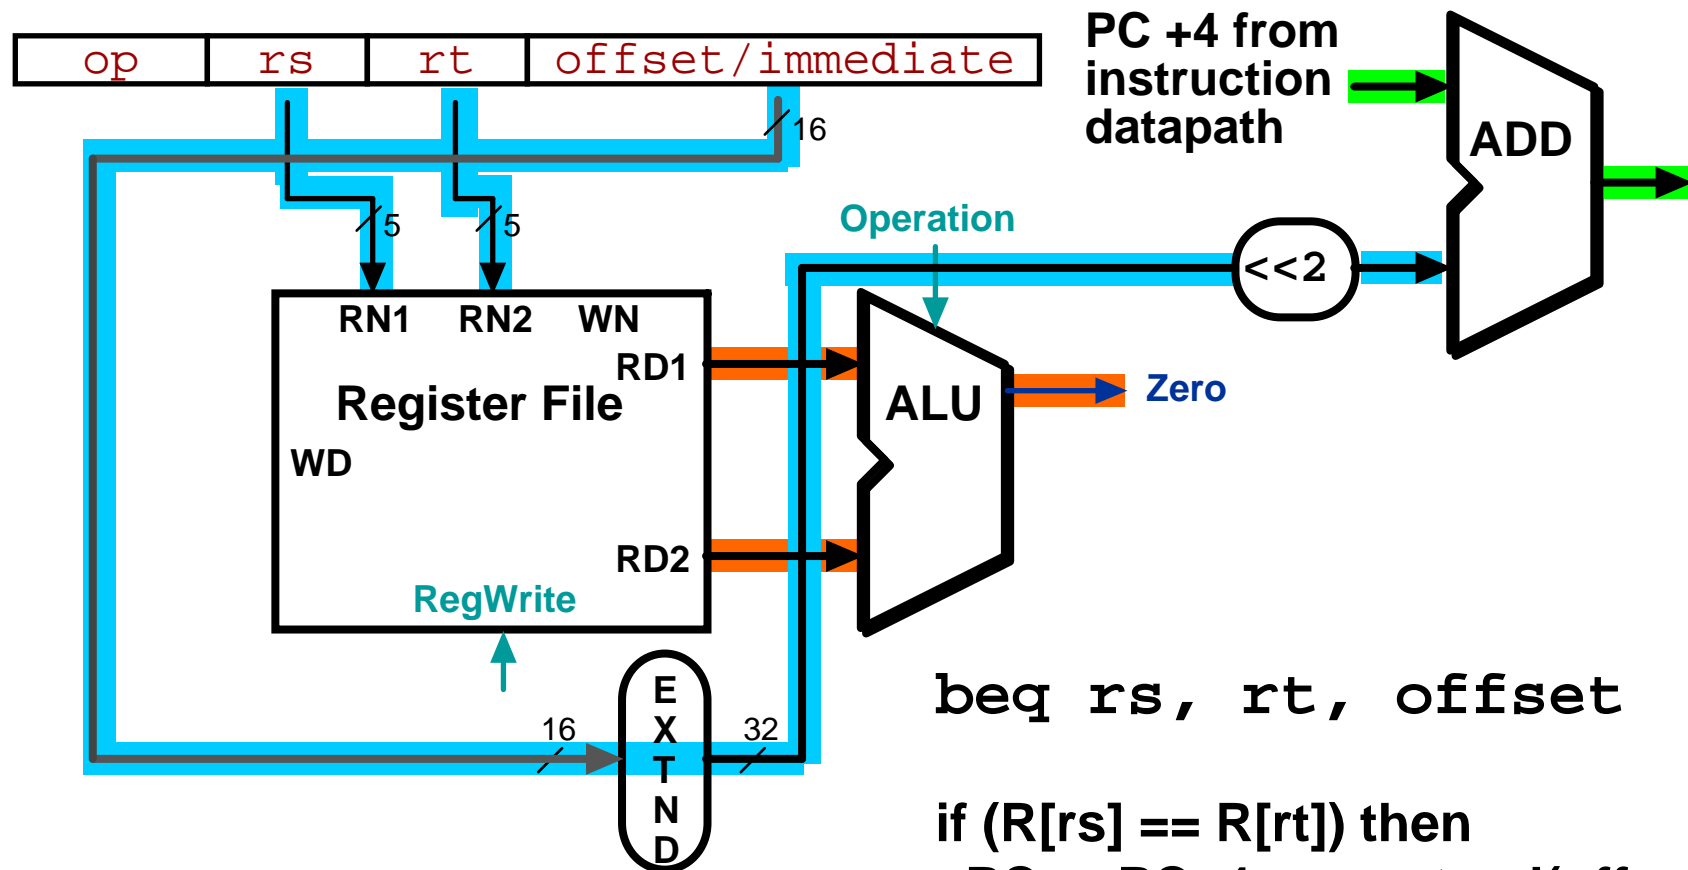 op rs rt offset/immediate
PC +4 from
instruction
datapath
ADD
16
5
5
Operation
<<2
RN1 RN2 WN
RD1
Register File
ALU
Zero
WD
RD2
RegWrite
16
EXTND
32
beq rs, rt, offset
if (R[rs] == R[rt]) then